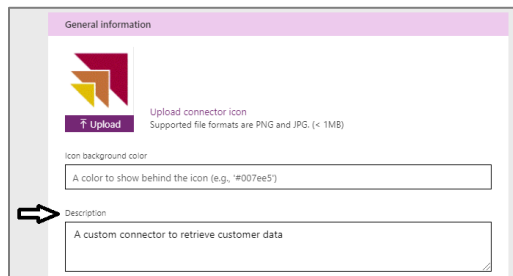 General information
Upload
Upload connector icon
Supported file formats are PNG and JPG. (< 1MB)
Icon background color
A color to show behind the icon (e.g., '#007ee5')
Description
A custom connector to retrieve customer data